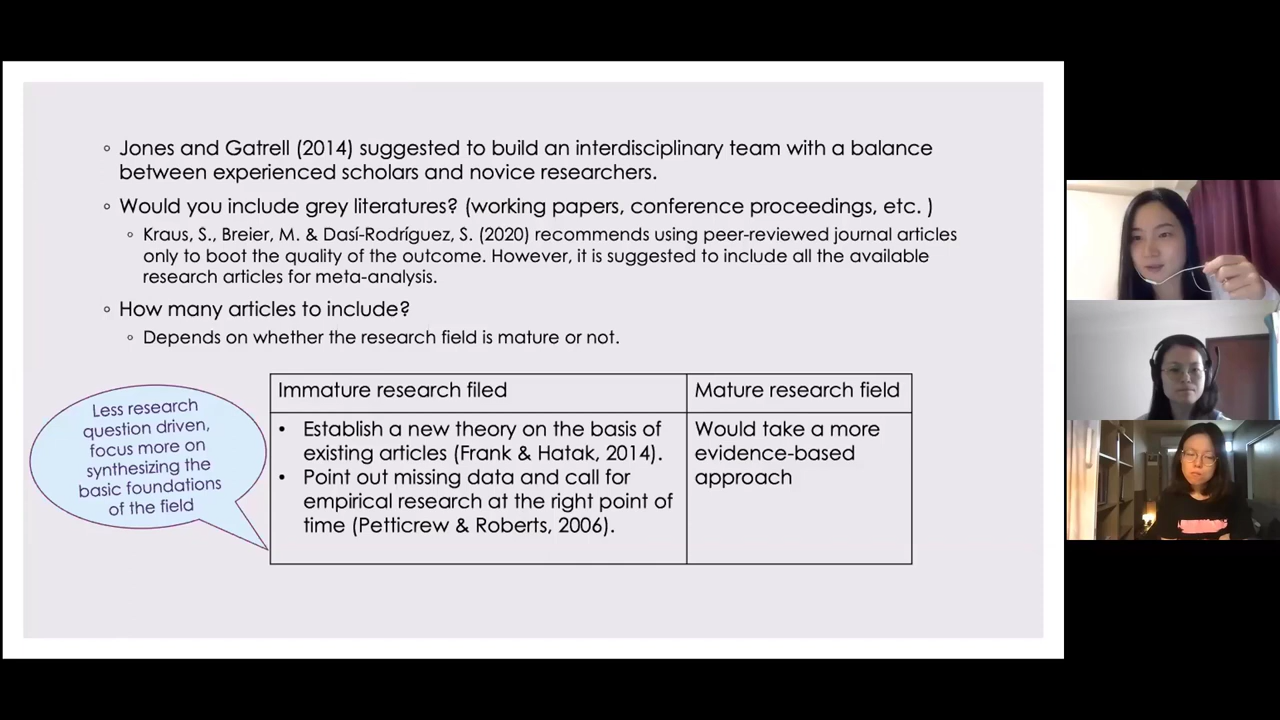 ◦ Jones and Gatrell (2014) suggested to build an interdisciplinary team with a balance
between experienced scholars and novice researchers.
◦ Would you include grey literatures? (working papers, conference proceedings, etc. )
◦ Kraus, S., Breier, M. & Dasí-Rodríguez, S. (2020) recommends using peer-reviewed journal articles
only to boot the quality of the outcome. However, it is suggested to include all the available
research articles for meta-analysis.
◦ How many articles to include?
◦ Depends on whether the research field is mature or not.
Less research
question driven,
focus more on
synthesizing the
basic foundations
of the field
Immature research filed
Mature research field
• Establish a new theory on the basis of
existing articles (Frank & Hatak, 2014).
• Point out missing data and call for
empirical research at the right point of
time (Petticrew & Roberts, 2006).
Would take a more
evidence-based
approach